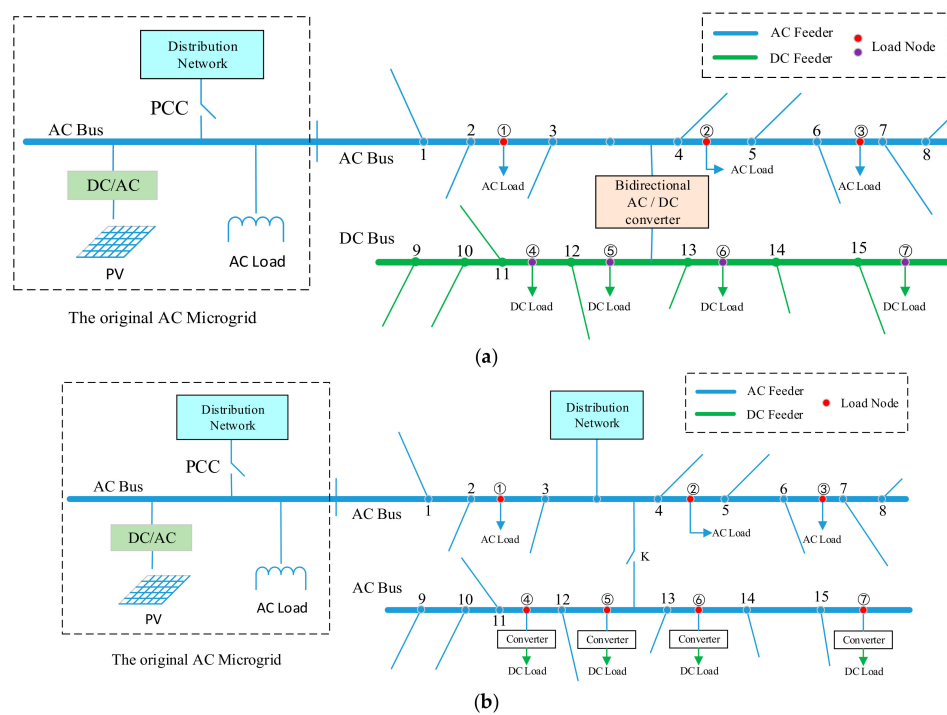 Distribution
Network
PCC
AC Bus
DC/AC
PV
AC Load
The original AC Microgrid
AC Feeder
DC Feeder
Load Node
AC Bus
1
2
①
3
4
②
5
6
③
7
8
AC Load
AC Load
AC Load
Bidirectional
AC / DC
converter
DC Bus
9
10
11
④
12
⑤
13
⑥
14
15
⑦
DC Load
DC Load
DC Load
DC Load
(a)
Distribution
Network
PCC
AC Bus
DC/AC
PV
AC Load
The original AC Microgrid
Distribution
Network
AC Feeder
DC Feeder
Load Node
AC Bus
1
2
①
3
4
②
5
6
③
7
8
AC Load
AC Load
AC Load
K
AC Bus
9
10
11
④
12
⑤
13
⑥
14
15
⑦
Converter
Converter
Converter
Converter
DC Load
DC Load
DC Load
DC Load
(b)